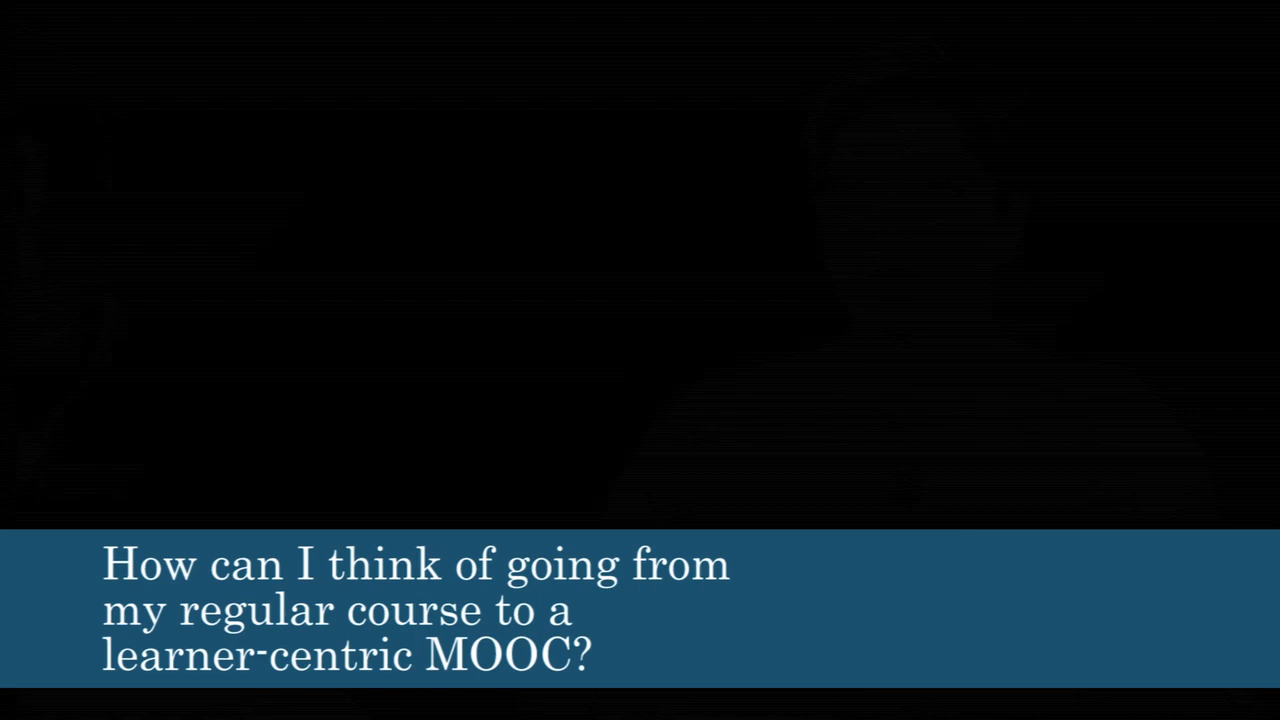 How can I think of going from
my regular course to a
learner-centric MOOC?